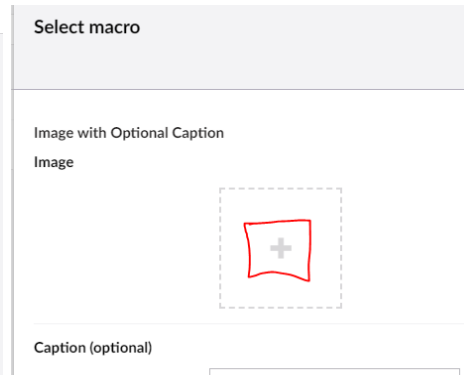 Select macro
Image with Optional Caption
Image
Caption (optional)